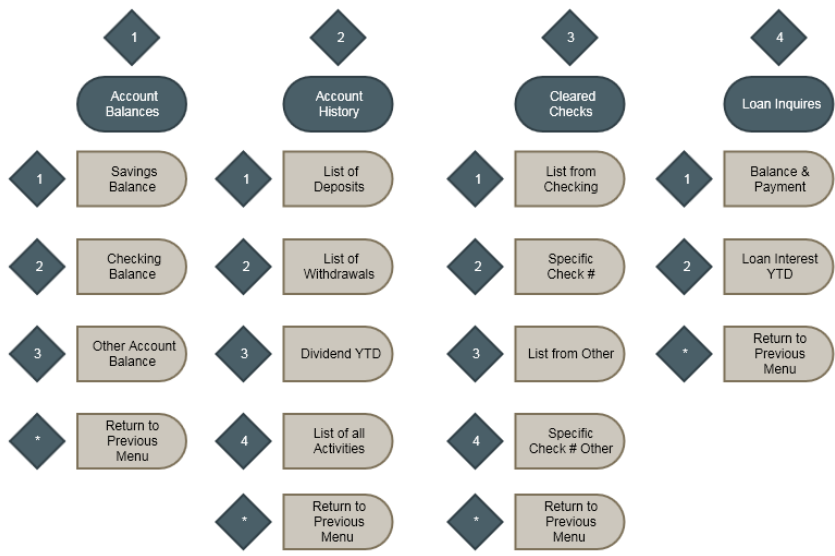 1
2
3
4
Account
Balances
Account
History
Cleared
Checks
Loan Inquires
1
Savings
Balance
1
List of
Deposits
1
List from
Checking
1
Balance &
Payment
2
Checking
Balance
2
List of
Withdrawals
2
Specific
Check #
2
Loan Interest
YTD
3
Other Account
Balance
3
Dividend YTD
3
List from Other
*
Return to
Previous
Menu
*
Return to
Previous
Menu
4
List of all
Activities
4
Specific
Check # Other
*
Return to
Previous
Menu
*
Return to
Previous
Menu